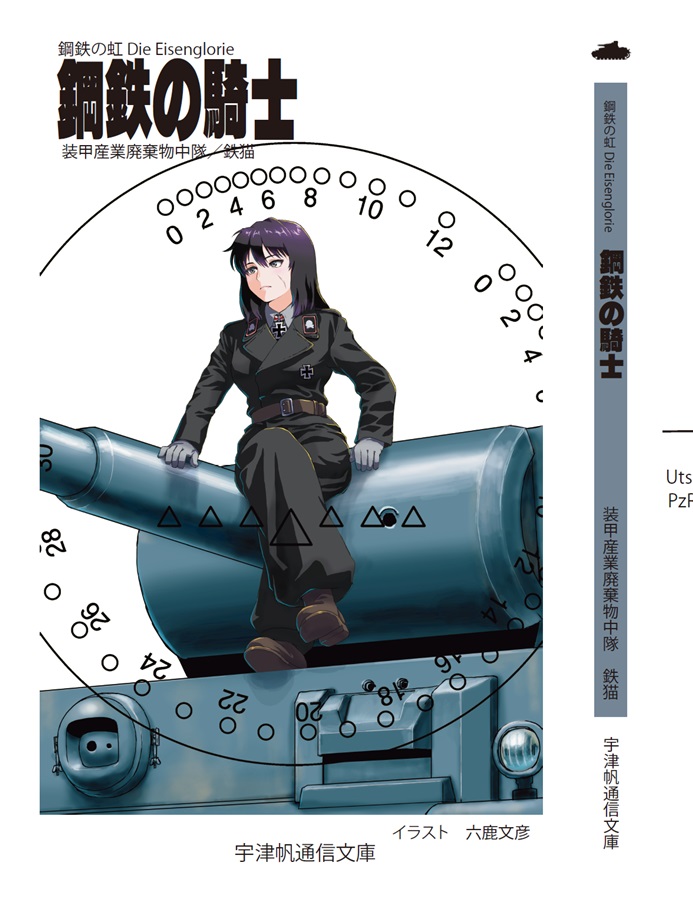 鋼鉄の虹 Die Eisenglorie
鋼鉄の騎士
装甲産業廃棄物中隊／鉄猫
0 2 4 6 8 10 12
0 2 4
30
28
26
24
22
20
18
16
14
12
イラスト　六鹿文彦
宇津帆通信文庫
鋼鉄の虹 Die Eisenglorie
鋼鉄の騎士
装甲産業廃棄物中隊　鉄猫
宇津帆通信文庫